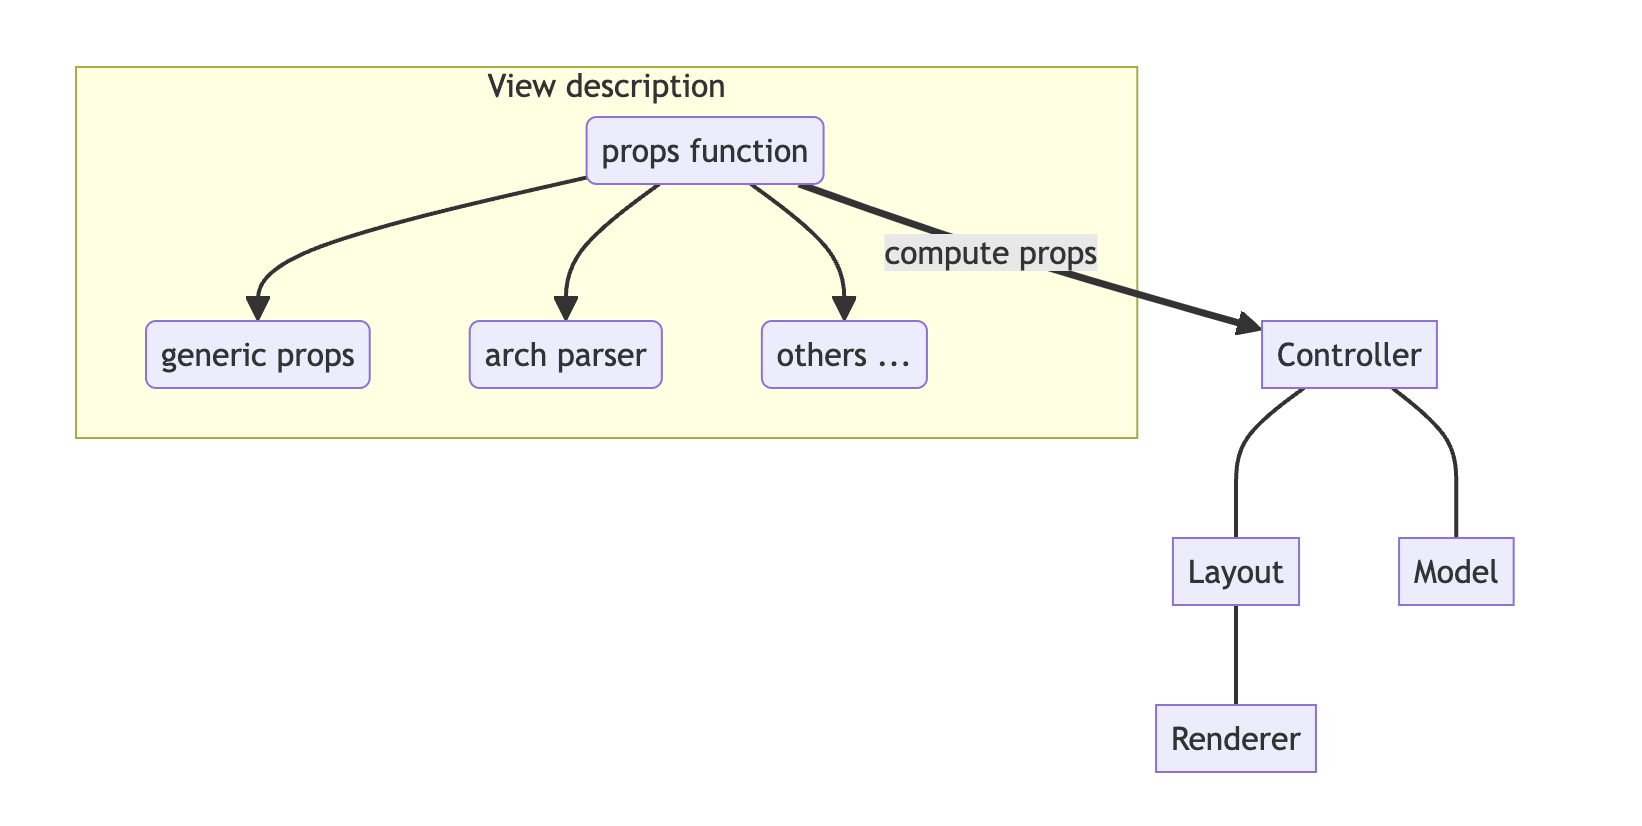 View description
props function
compute props
generic props
arch parser
others ...
Controller
Layout
Model
Renderer